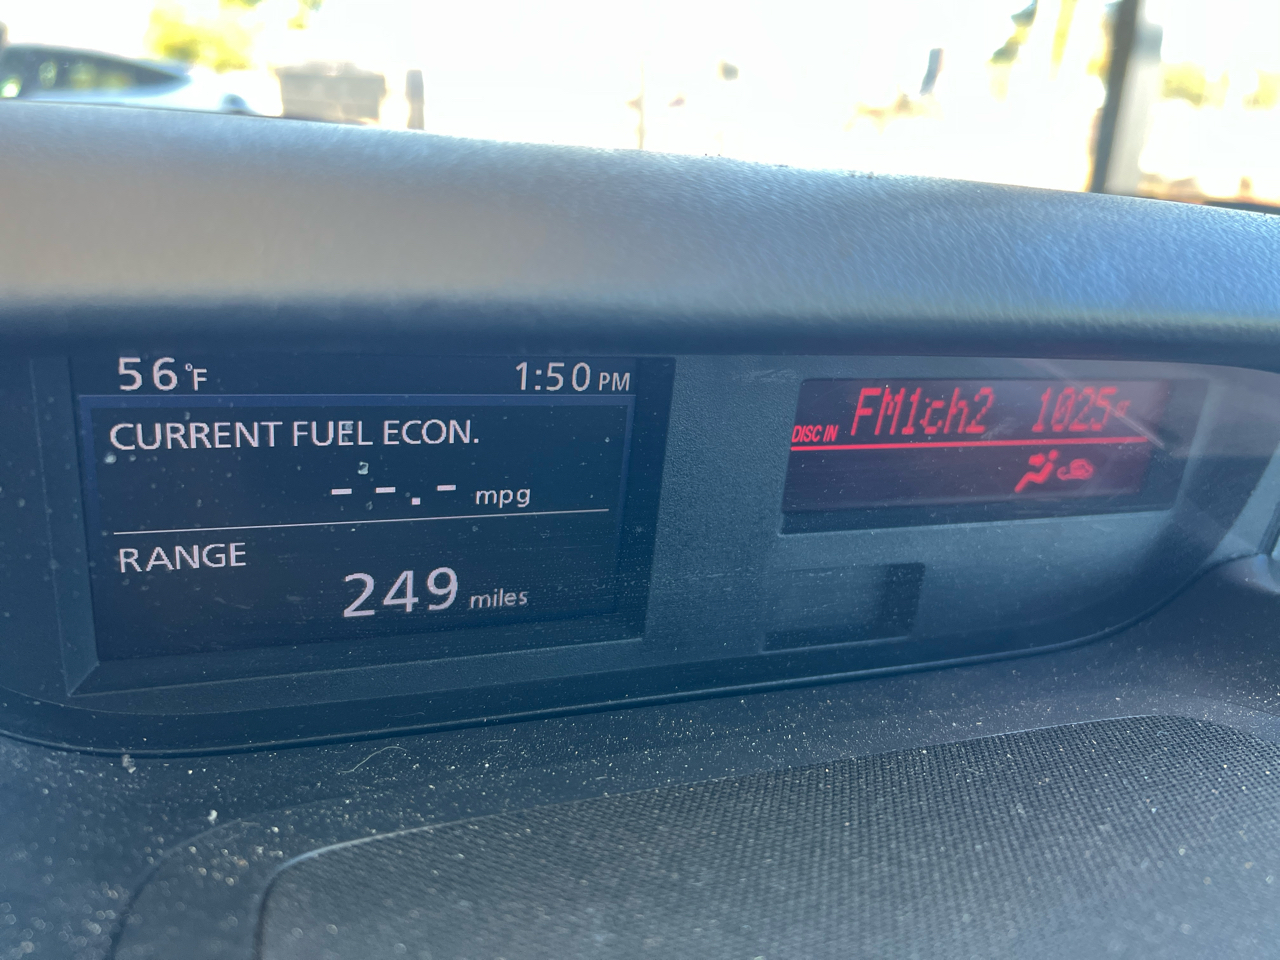 56°F 1:50 PM
CURRENT FUEL ECON.
--.- mpg
RANGE
249 miles
DISC IN FM1ch2 1025